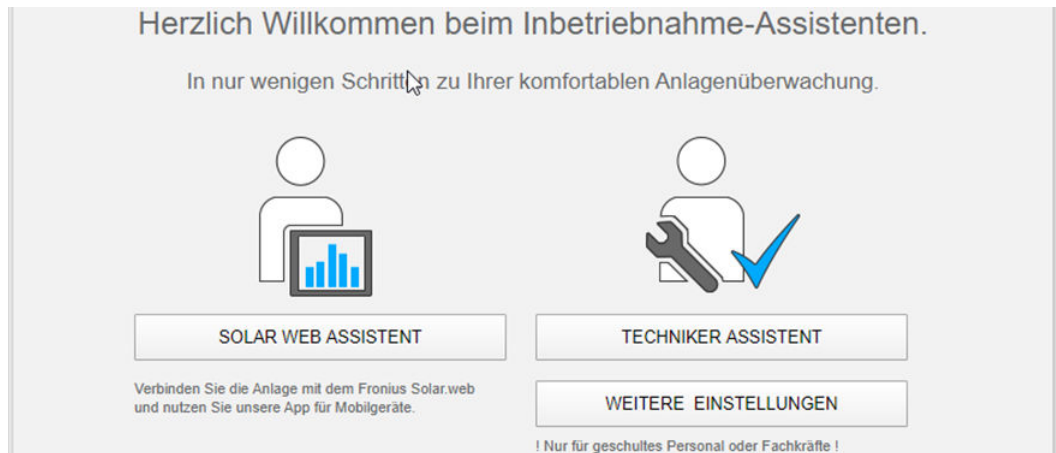 Herzlich Willkommen beim Inbetriebnahme-Assistenten.
In nur wenigen Schritten zu Ihrer komfortablen Anlagenüberwachung.
SOLAR WEB ASSISTENT
Verbinden Sie die Anlage mit dem Fronius Solar.web
und nutzen Sie unsere App für Mobilgeräte.
TECHNIKER ASSISTENT
WEITERE EINSTELLUNGEN
! Nur für geschultes Personal oder Fachkräfte !